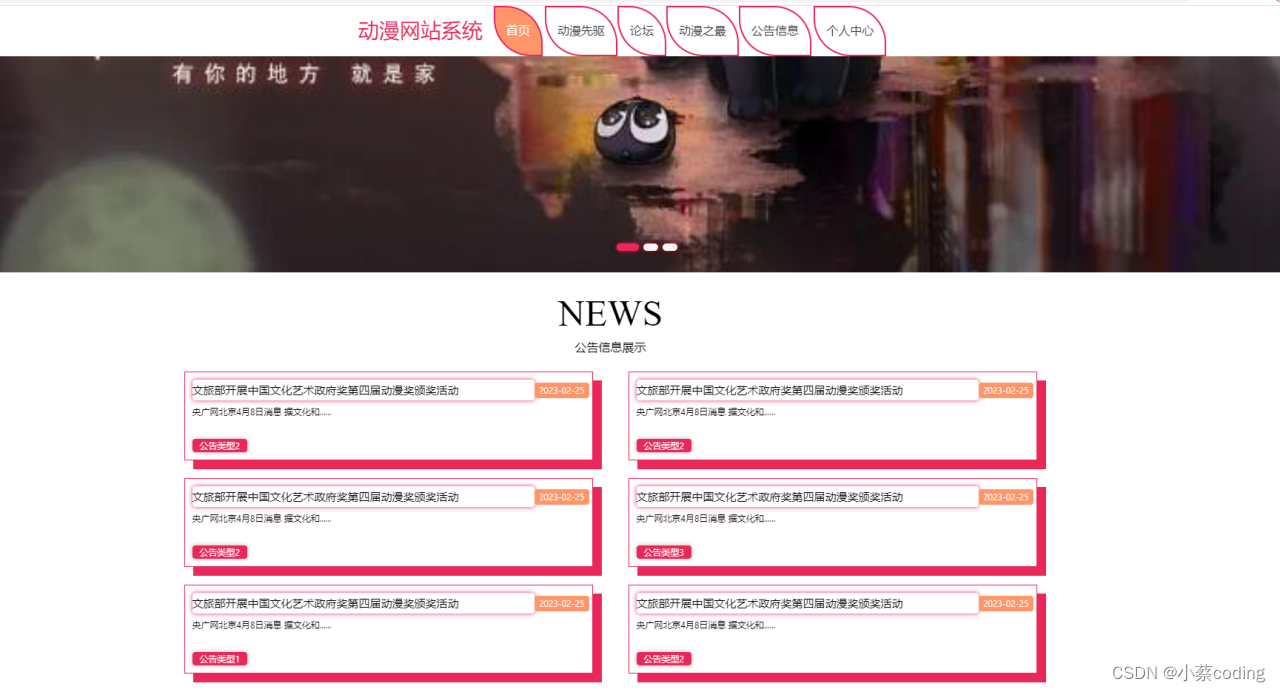 动漫网站系统 首页 动漫先驱 论坛 动漫之最 公告信息 个人中心
有你的地方 就是家
NEWS
公告信息展示
文旅部开展中国文化艺术政府奖第四届动漫奖颁奖活动 2023-02-25
央广网北京4月8日消息 据文化和......
公告类型2
文旅部开展中国文化艺术政府奖第四届动漫奖颁奖活动 2023-02-25
央广网北京4月8日消息 据文化和......
公告类型2
文旅部开展中国文化艺术政府奖第四届动漫奖颁奖活动 2023-02-25
央广网北京4月8日消息 据文化和......
公告类型2
文旅部开展中国文化艺术政府奖第四届动漫奖颁奖活动 2023-02-25
央广网北京4月8日消息 据文化和......
公告类型3
文旅部开展中国文化艺术政府奖第四届动漫奖颁奖活动 2023-02-25
央广网北京4月8日消息 据文化和......
公告类型1
文旅部开展中国文化艺术政府奖第四届动漫奖颁奖活动 2023-02-25
央广网北京4月8日消息 据文化和......
公告类型2
CSDN @小蔡coding